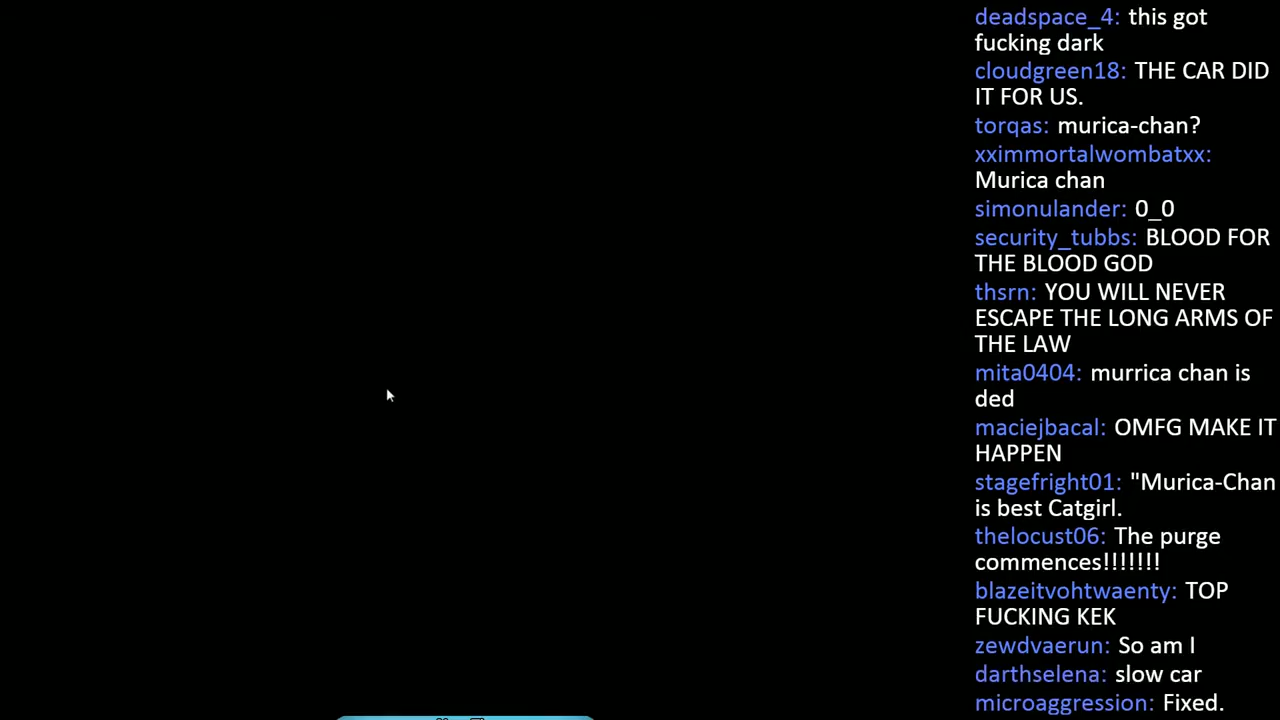 deadspace_4: this got
fucking dark
cloudgreen18: THE CAR DID
IT FOR US.
torqas: murica-chan?
xximmortalwombatxx:
Murica chan
simonulander: 0_0
security_tubbs: BLOOD FOR
THE BLOOD GOD
thsrn: YOU WILL NEVER
ESCAPE THE LONG ARMS OF
THE LAW
mita0404: murrica chan is
ded
maciejbacal: OMFG MAKE IT
HAPPEN
stagefright01: "Murica-Chan
is best Catgirl.
thelocust06: The purge
commences!!!!!!!
blazeitvohtwaenty: TOP
FUCKING KEK
zewdvaerun: So am I
darthselena: slow car
microaggression: Fixed.